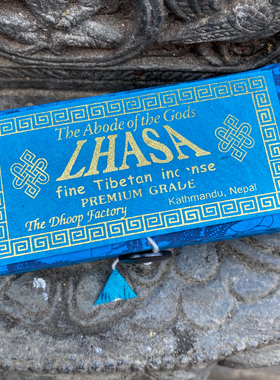 The Abode of the Gods
LHASA
fine Tibetan inc nse
PREMIUM GRADE
Kathmandu, Nepal
The Dhoop Factory